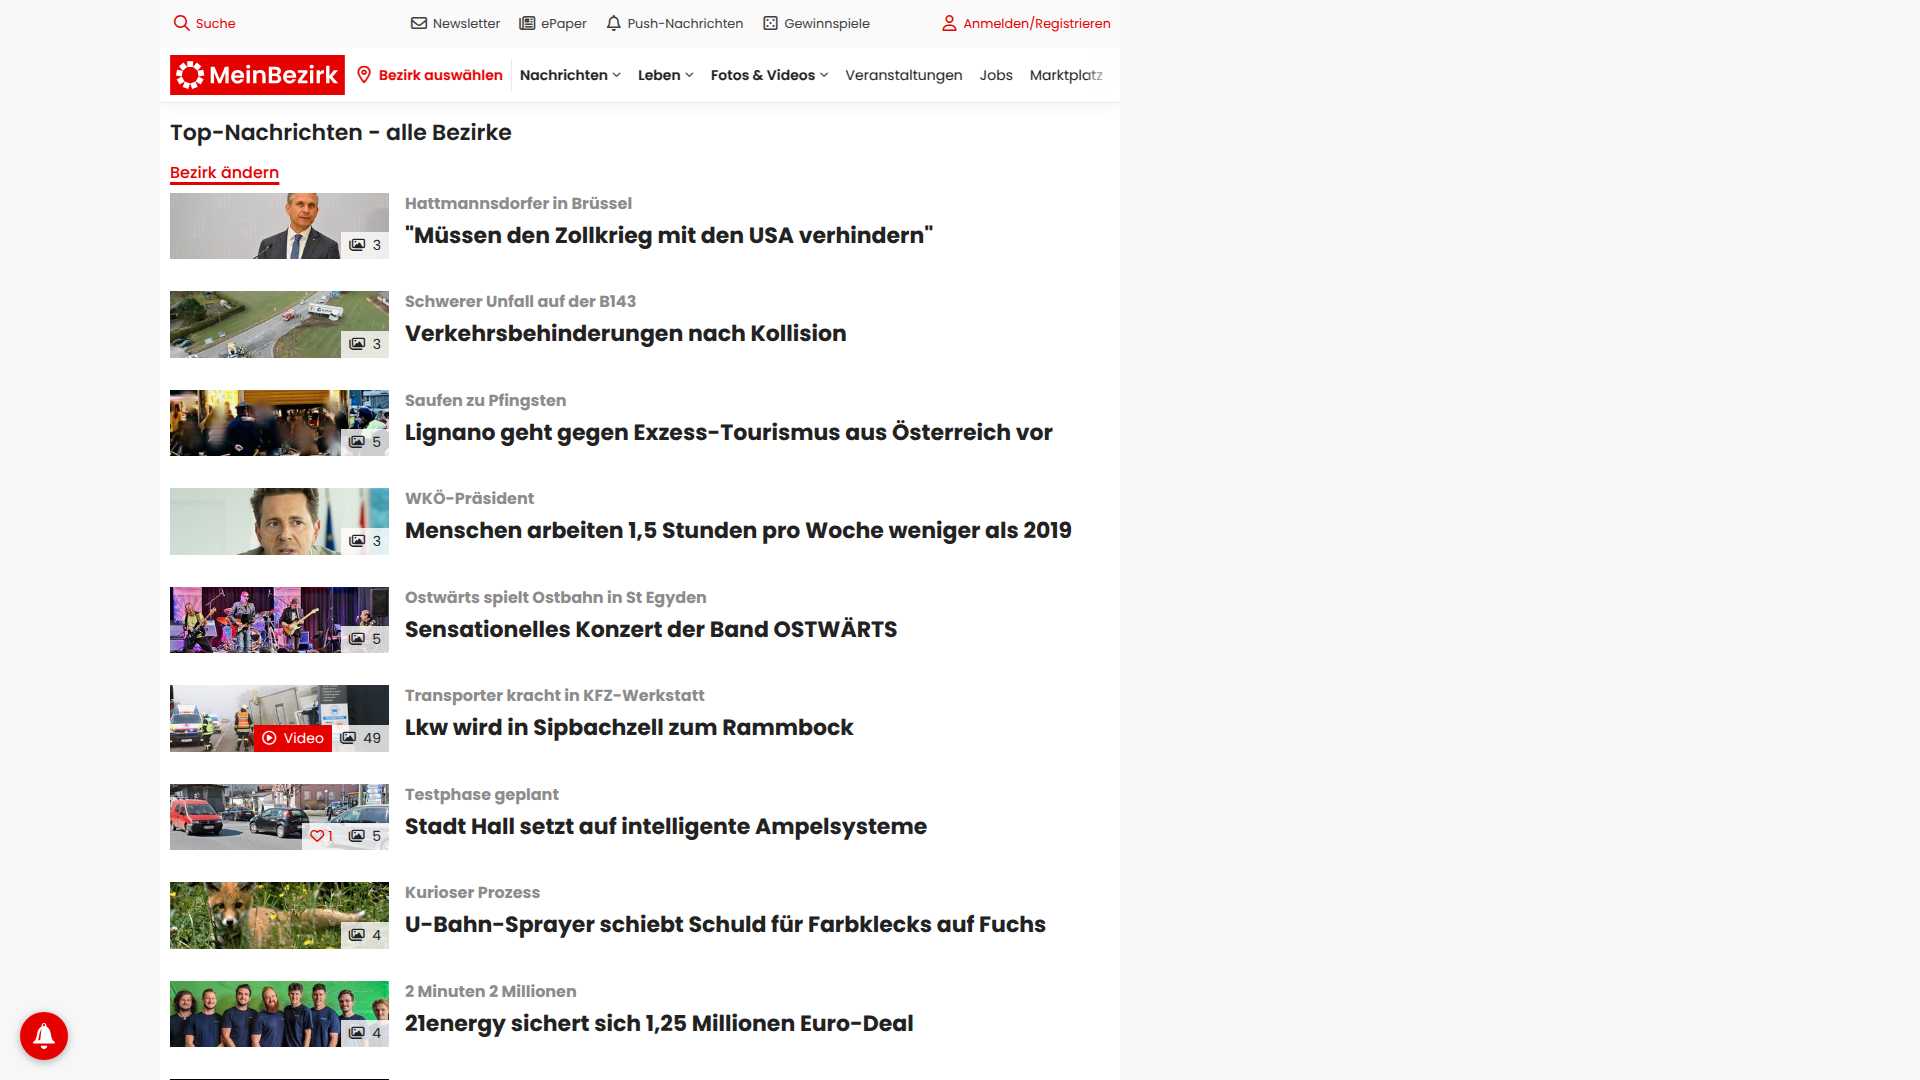 Suche
Newsletter
ePaper
Push-Nachrichten
Gewinnspiele
Anmelden/Registrieren
MeinBezirk
Bezirk auswählen
Nachrichten
Leben
Fotos & Videos
Veranstaltungen
Jobs
Marktplatz
Top-Nachrichten - alle Bezirke
Bezirk ändern
3
Hattmannsdorfer in Brüssel
"Müssen den Zollkrieg mit den USA verhindern"
3
Schwerer Unfall auf der B143
Verkehrsbehinderungen nach Kollision
5
Saufen zu Pfingsten
Lignano geht gegen Exzess-Tourismus aus Österreich vor
3
WKÖ-Präsident
Menschen arbeiten 1,5 Stunden pro Woche weniger als 2019
5
Ostwärts spielt Ostbahn in St Egyden
Sensationelles Konzert der Band OSTWÄRTS
Video
49
Transporter kracht in KFZ-Werkstatt
Lkw wird in Sipbachzell zum Rammbock
1
5
Testphase geplant
Stadt Hall setzt auf intelligente Ampelsysteme
4
Kurioser Prozess
U-Bahn-Sprayer schiebt Schuld für Farbklecks auf Fuchs
4
2 Minuten 2 Millionen
21energy sichert sich 1,25 Millionen Euro-Deal